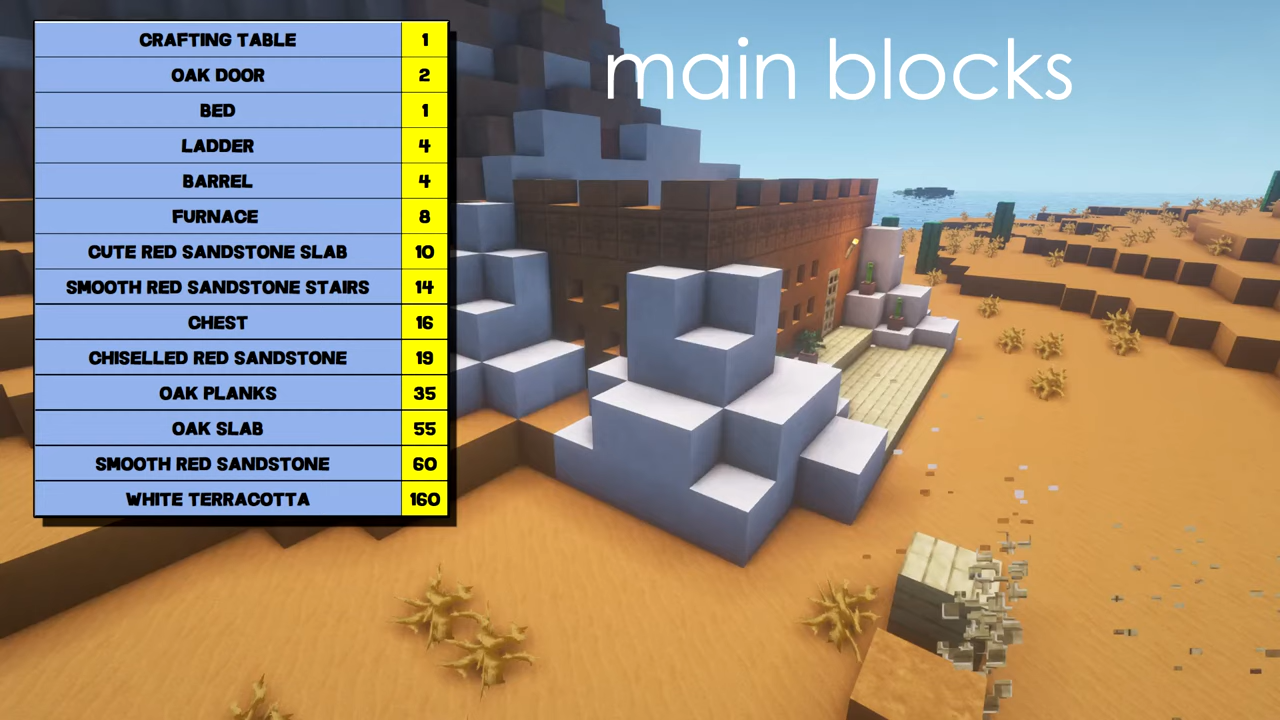 main blocks
CRAFTING TABLE 1
OAK DOOR 2
BED 1
LADDER 4
BARREL 4
FURNACE 8
CUTE RED SANDSTONE SLAB 10
SMOOTH RED SANDSTONE STAIRS 14
CHEST 16
CHISELLED RED SANDSTONE 19
OAK PLANKS 35
OAK SLAB 55
SMOOTH RED SANDSTONE 60
WHITE TERRACOTTA 160